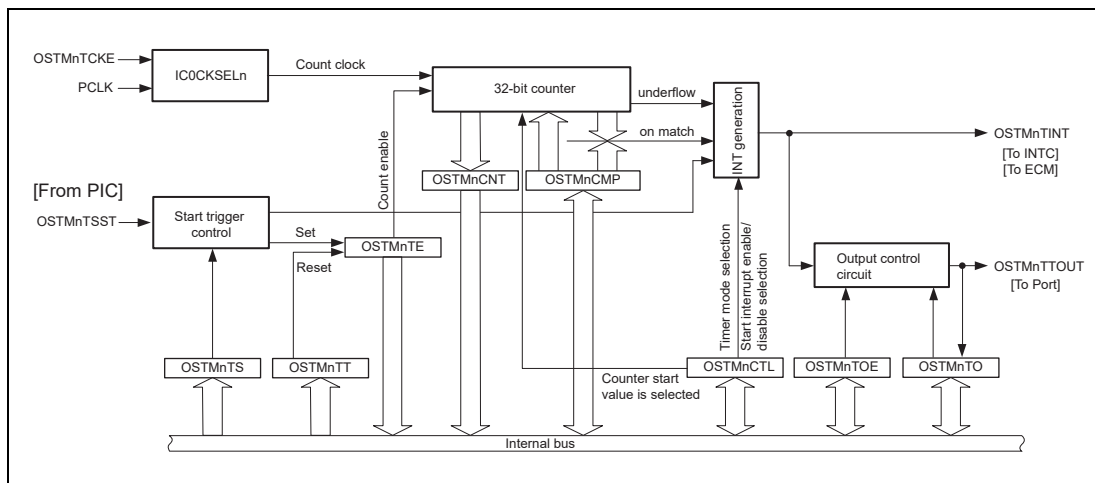 OSTMnTCKE
PCLK
IC0CKSELn
Count clock
32-bit counter
underflow
on match
INT generation
OSTMnTINT
[To INTC]
[To ECM]
Count enable
OSTMnCNT
OSTMnCMP
[From PIC]
OSTMnTSST
Start trigger
control
Set
Reset
OSTMnTE
Timer mode selection
Start interrupt enable/
disable selection
Output control
circuit
OSTMnTTOUT
[To Port]
OSTMnTS
OSTMnTT
Counter start
value is selected
OSTMnCTL
OSTMnTOE
OSTMnTO
Internal bus